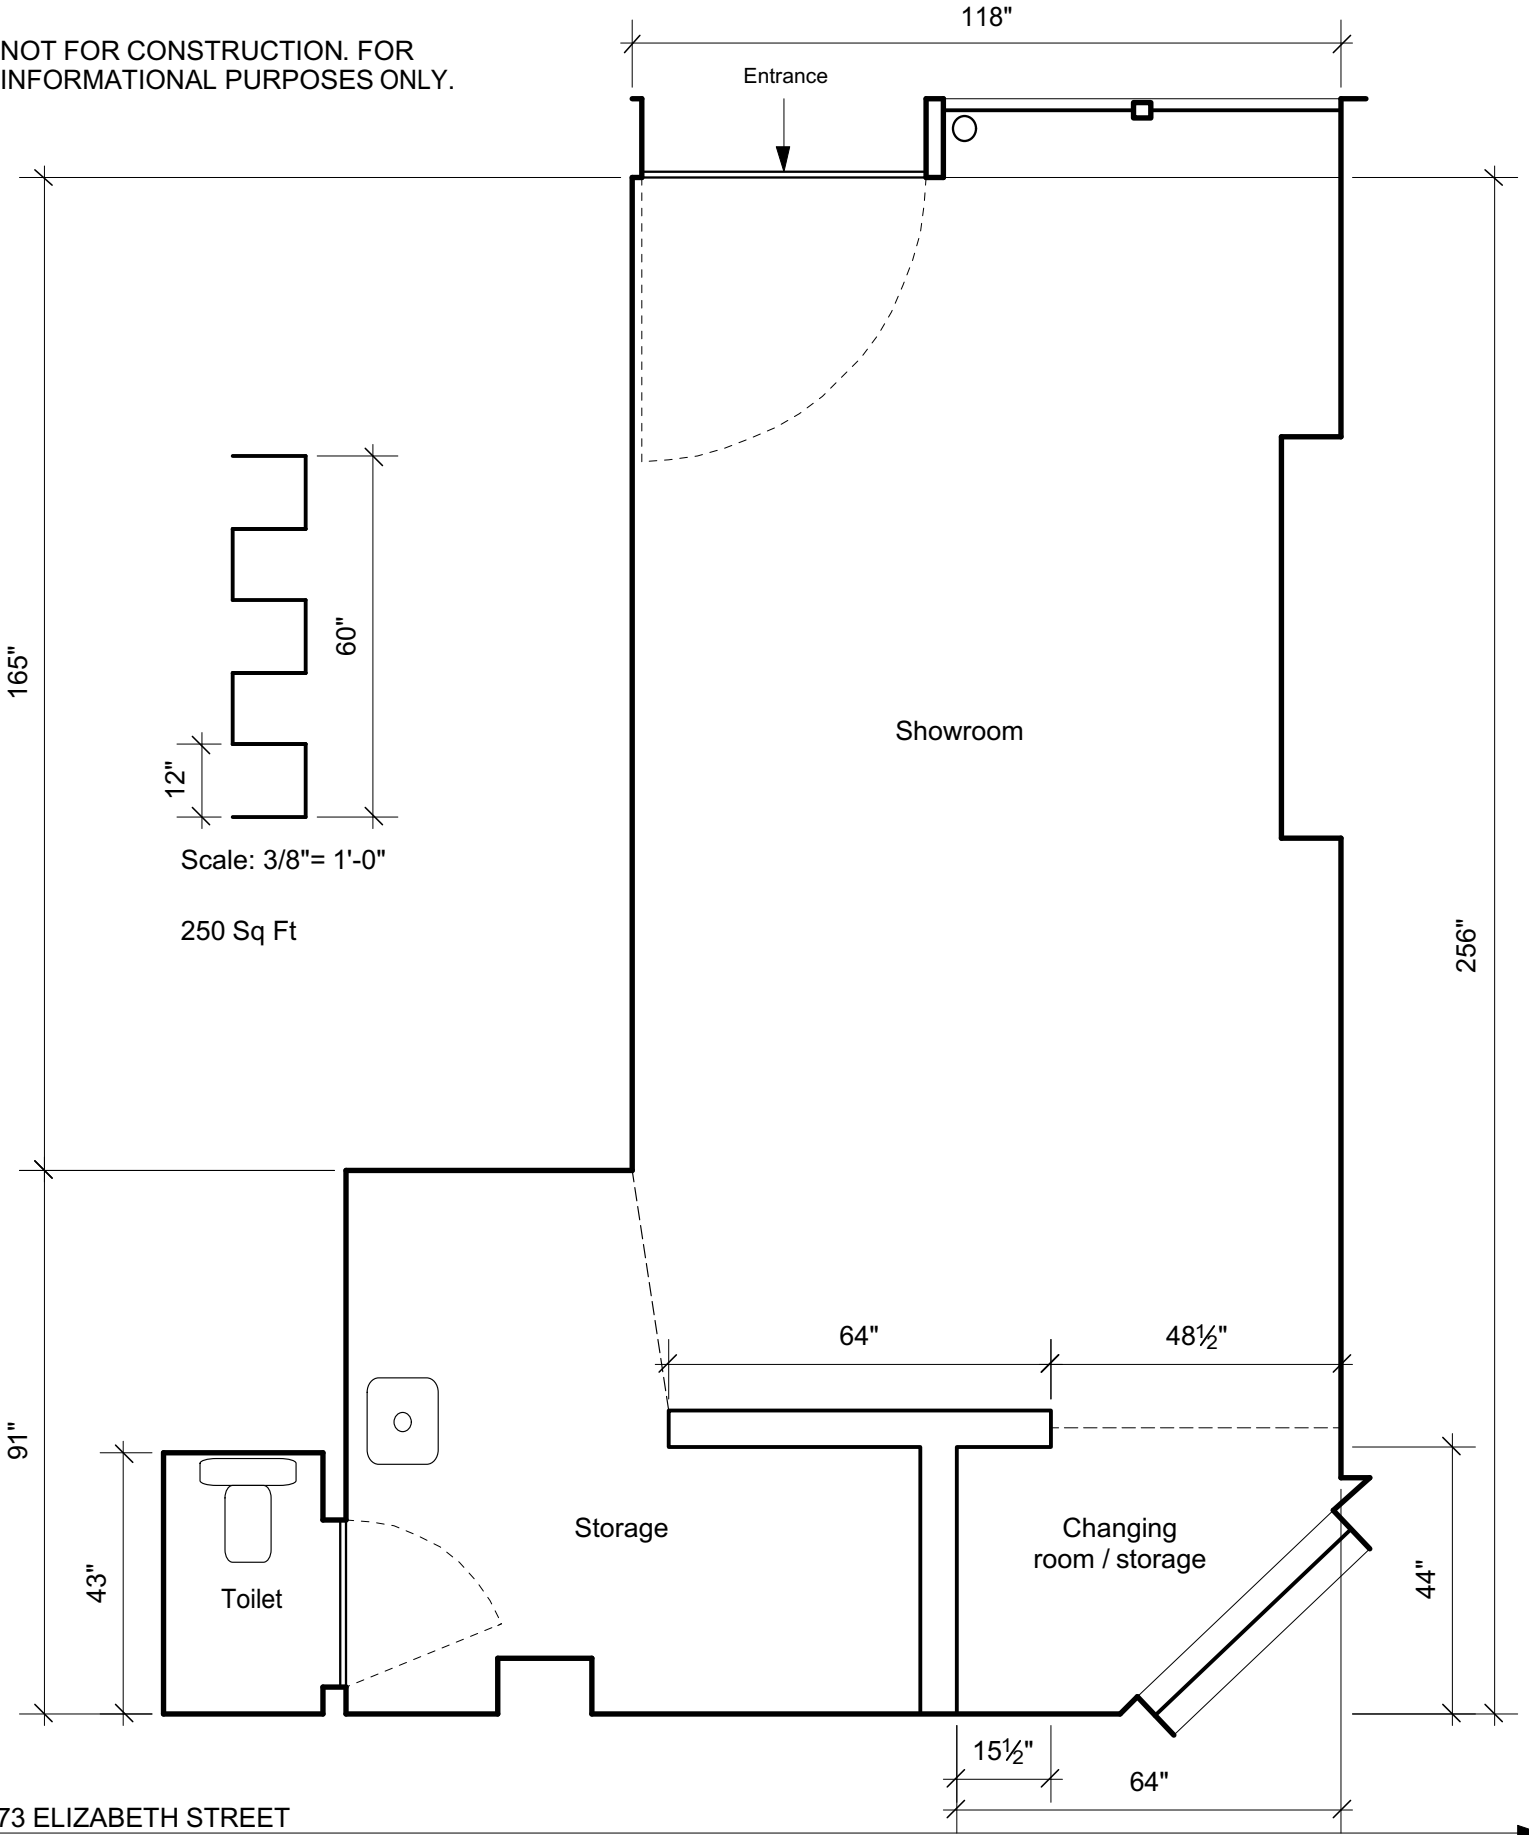 118"
NOT FOR CONSTRUCTION. FOR
INFORMATIONAL PURPOSES ONLY.
Entrance
165"
60"
12"
Showroom
Scale: 3/8"= 1'-0"
250 Sq Ft
256"
64"
48½"
91"
43"
Toilet
Storage
Changing
room / storage
44"
15½"
64"
73 ELIZABETH STREET